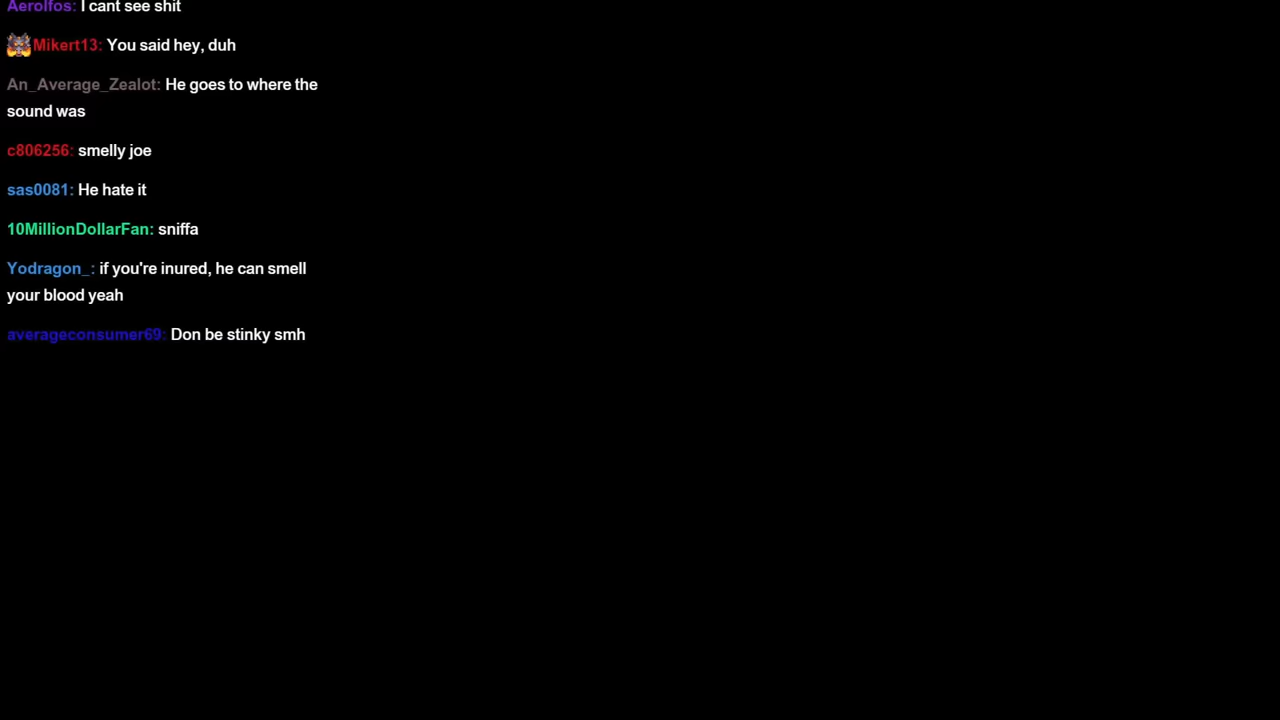 Aerolfos: I cant see shit
Mikert13: You said hey, duh
An_Average_Zealot: He goes to where the
sound was
c806256: smelly joe
sas0081: He hate it
10MillionDollarFan: sniffa
Yodragon_: if you're inured, he can smell
your blood yeah
averageconsumer69: Don be stinky smh